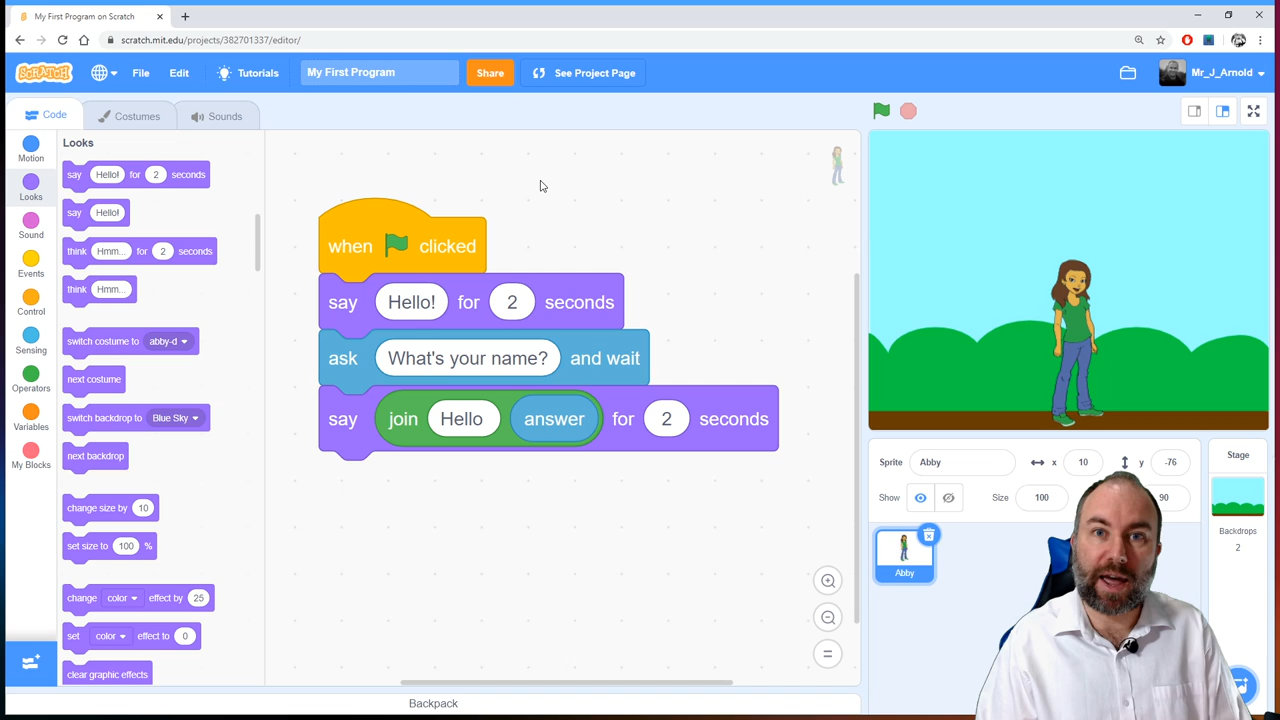 My First Program on Scratch
scratch.mit.edu/projects/382701337/editor/
SCRATCH
File
Edit
Tutorials
My First Program
Share
See Project Page
Mr_J_Arnold
Code
Costumes
Sounds
Motion
Looks
Sound
Events
Control
Sensing
Operators
Variables
My Blocks
Looks
say Hello! for 2 seconds
say Hello!
think Hmm... for 2 seconds
think Hmm...
switch costume to abby-d
next costume
switch backdrop to Blue Sky
next backdrop
change size by 10
set size to 100 %
change color effect by 25
set color effect to 0
clear graphic effects
when clicked
say Hello! for 2 seconds
ask What's your name? and wait
say join Hello answer for 2 seconds
Backpack
Sprite Abby x 10 y -76
Show Size 100 90
Abby
Stage
Backdrops
2